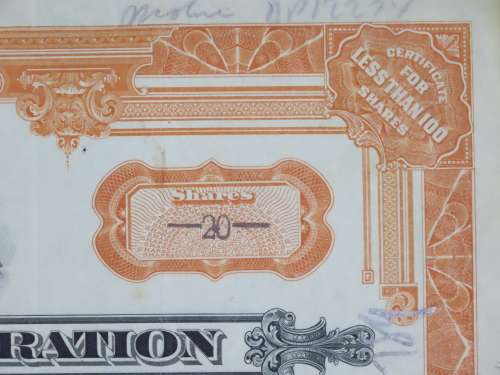 CERTIFICATE
FOR
LESS THAN 100
SHARES
Shares
—20—
RATION